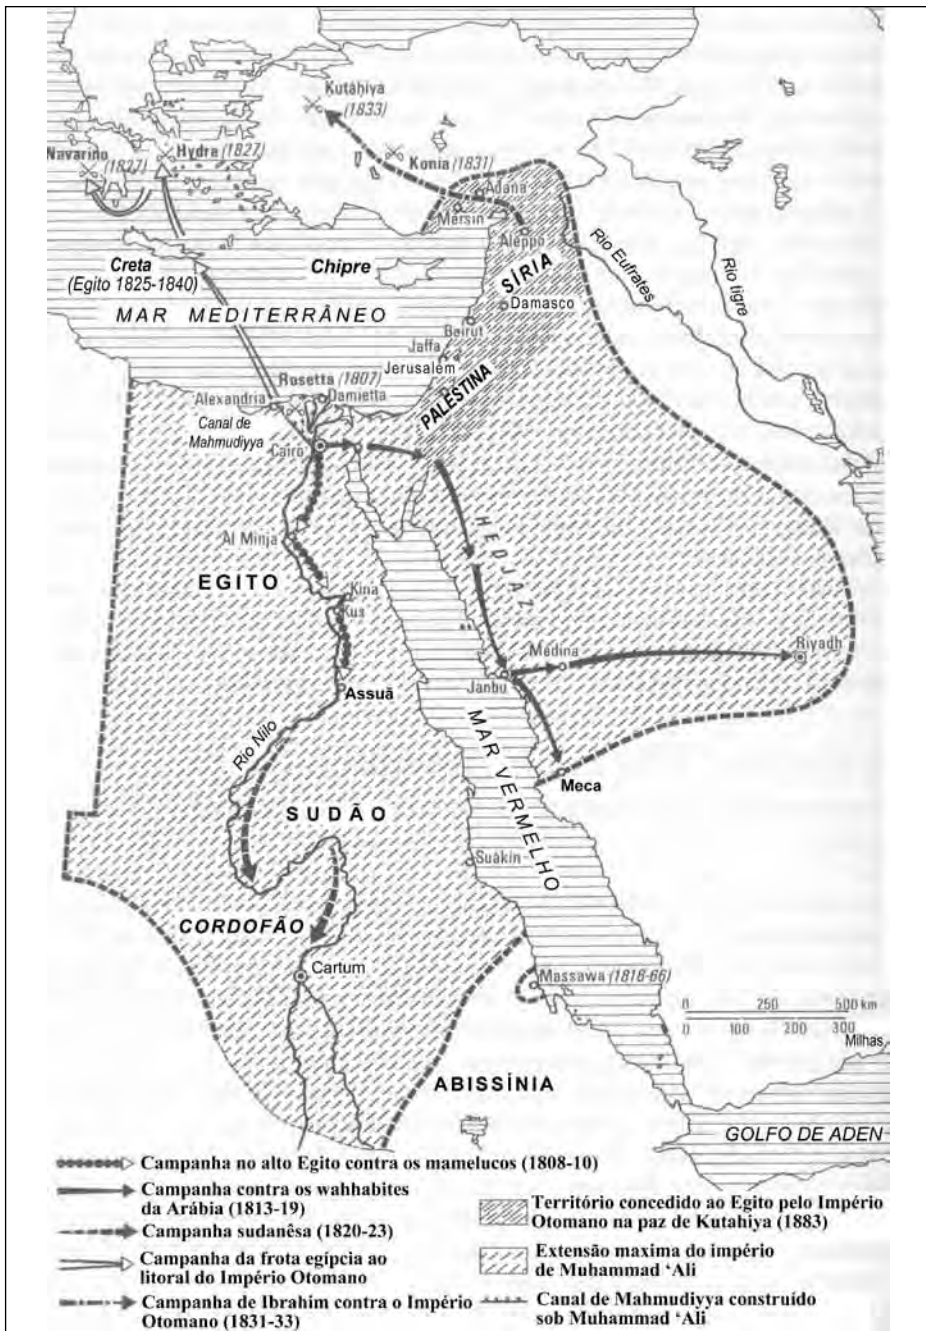 Kutāhiya
(1833)
Navarino
(1827)
Hydra (1827)
Konia (1831)
Adana
Mersin
Aleppo
Rio Eufrates
Rio tigre
Creta
(Egito 1825-1840)
Chipre
SÍRIA
Damasco
MAR MEDITERRÂNEO
Beirut
Jaffa
Jerusalém
PALESTINA
Rosetta (1807)
Alexandria
Damietta
Canal de
Mahmudiyya
Cairo
HEDJAZ
Al Minja
EGITO
Kina
Kus
Medina
Riyadh
Janbu
Assuã
Rio Nilo
MAR VERMELHO
Meca
SUDÃO
Suākin
CORDOFÃO
Cartum
Massawa (1818-66)
0 250 500 km
0 100 200 300
Milhas
ABISSÍNIA
GOLFO DE ADEN
Campanha no alto Egito contra os mamelucos (1808-10)
Campanha contra os wahhabites
da Arábia (1813-19)
Campanha sudanêsa (1820-23)
Campanha da frota egípcia ao
litoral do Império Otomano
Campanha de Ibrahim contra o Império
Otomano (1831-33)
Território concedido ao Egito pelo Império
Otomano na paz de Kutahiya (1883)
Extensão maxima do império
de Muhammad ‘Ali
Canal de Mahmudiyya construído
sob Muhammad ‘Ali